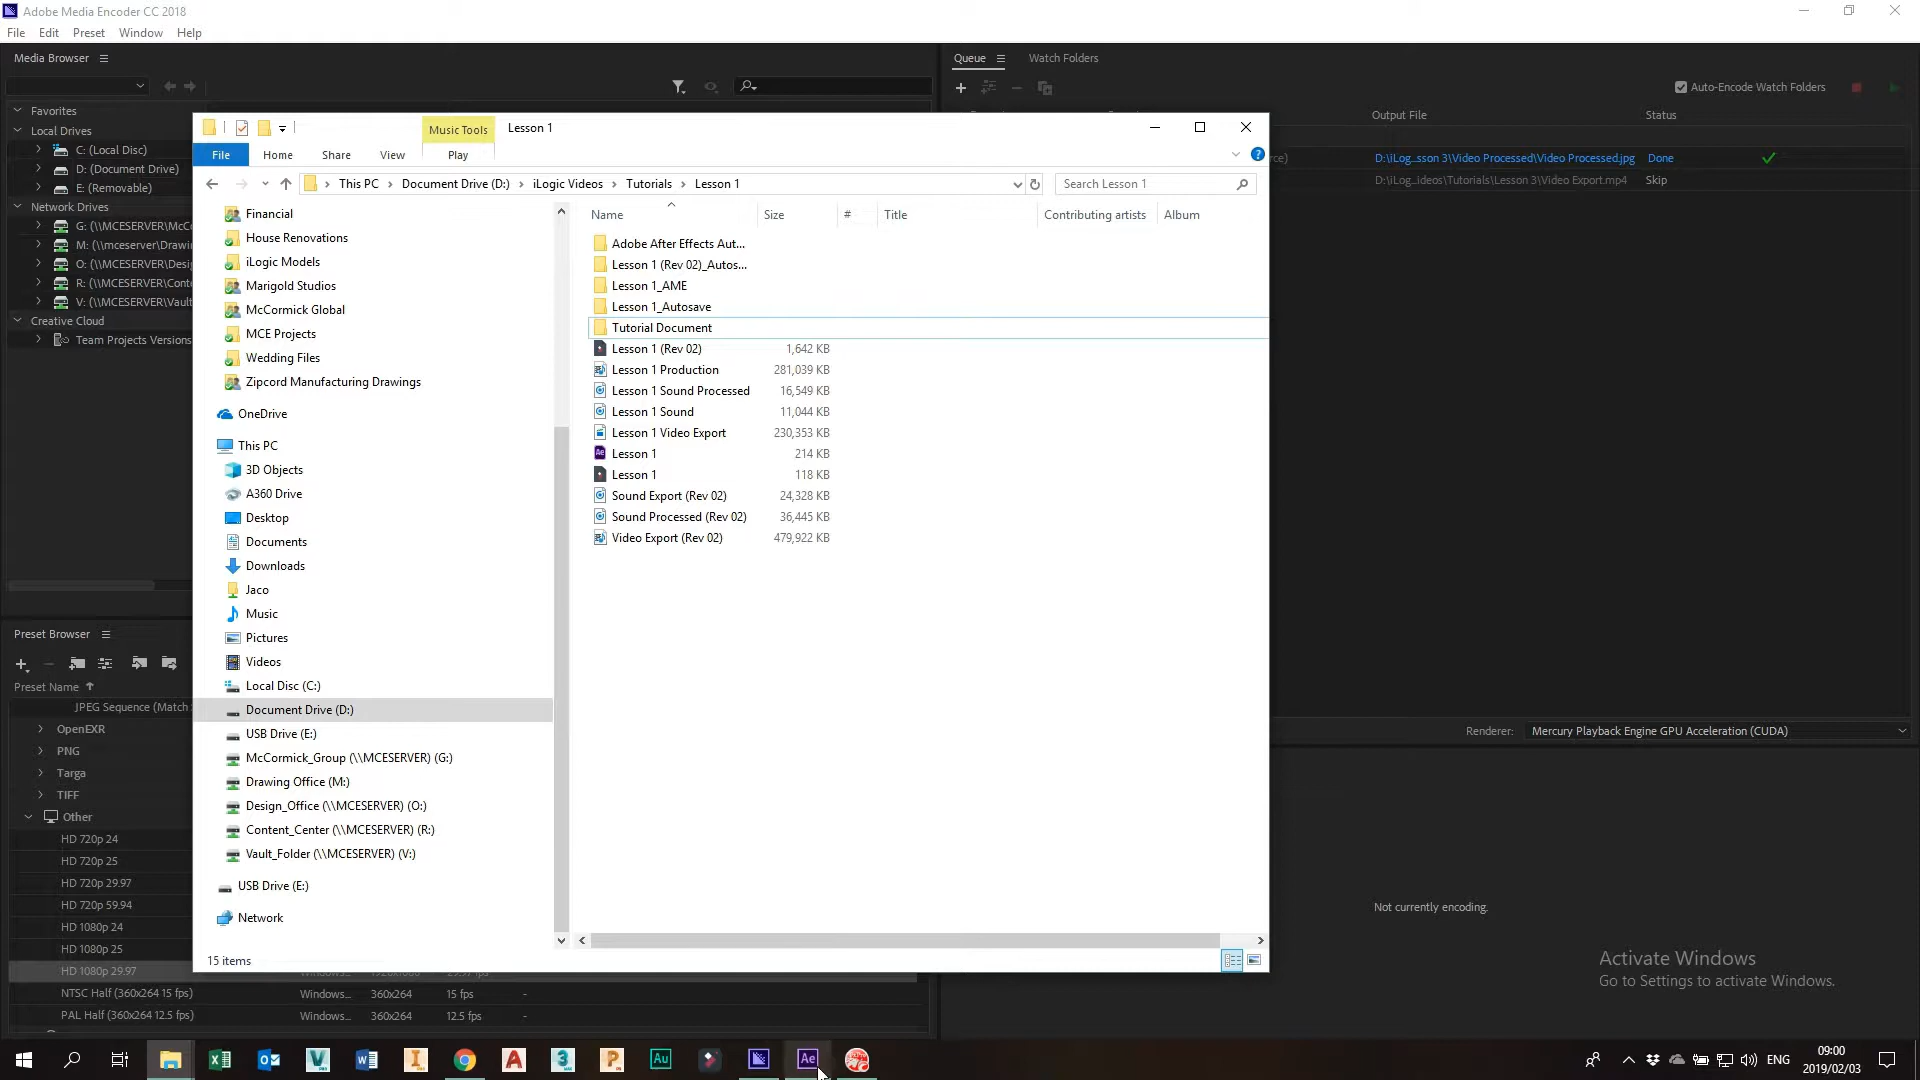 Adobe Media Encoder CC 2018
File Edit Preset Window Help
Media Browser
Queue
Watch Folders
Auto-Encode Watch Folders
Output File
Status
D:\iLog...sson 3\Video Processed\Video Processed.jpg Done
D:\iLog...ideos\Tutorials\Lesson 3\Video Export.mp4 Skip
Favorites
Local Drives
C: (Local Disc)
D: (Document Drive)
E: (Removable)
Network Drives
G: (\\MCESERVER\McCo
M: (\\mceserver\Drawin
O: (\\MCESERVER\Desi
R: (\\MCESERVER\Conte
V: (\\MCESERVER\Vault
Creative Cloud
Team Projects Versions
Music Tools
Lesson 1
File Home Share View Play
This PC > Document Drive (D:) > iLogic Videos > Tutorials > Lesson 1
Search Lesson 1
Name Size # Title Contributing artists Album
Financial
House Renovations
iLogic Models
Marigold Studios
McCormick Global
MCE Projects
Wedding Files
Zipcord Manufacturing Drawings
OneDrive
This PC
3D Objects
A360 Drive
Desktop
Documents
Downloads
Jaco
Music
Pictures
Videos
Local Disc (C:)
Document Drive (D:)
USB Drive (E:)
McCormick_Group (\\MCESERVER) (G:)
Drawing Office (M:)
Design_Office (\\MCESERVER) (O:)
Content_Center (\\MCESERVER) (R:)
Vault_Folder (\\MCESERVER) (V:)
USB Drive (E:)
Network
Adobe After Effects Aut...
Lesson 1 (Rev 02)_Autos...
Lesson 1_AME
Lesson 1_Autosave
Tutorial Document
Lesson 1 (Rev 02) 1,642 KB
Lesson 1 Production 281,039 KB
Lesson 1 Sound Processed 16,549 KB
Lesson 1 Sound 11,044 KB
Lesson 1 Video Export 230,353 KB
Lesson 1 214 KB
Lesson 1 118 KB
Sound Export (Rev 02) 24,328 KB
Sound Processed (Rev 02) 36,445 KB
Video Export (Rev 02) 479,922 KB
15 items
Preset Browser
Preset Name
JPEG Sequence (Match
OpenEXR
PNG
Targa
TIFF
Other
HD 720p 24
HD 720p 25
HD 720p 29.97
HD 720p 59.94
HD 1080p 24
HD 1080p 25
HD 1080p 29.97
NTSC Half (360x264 15 fps) Windows... 360x264 15 fps -
PAL Half (360x264 12.5 fps) Windows... 360x264 12.5 fps -
Renderer: Mercury Playback Engine GPU Acceleration (CUDA)
Not currently encoding.
Activate Windows
Go to Settings to activate Windows.
ENG
09:00
2019/02/03